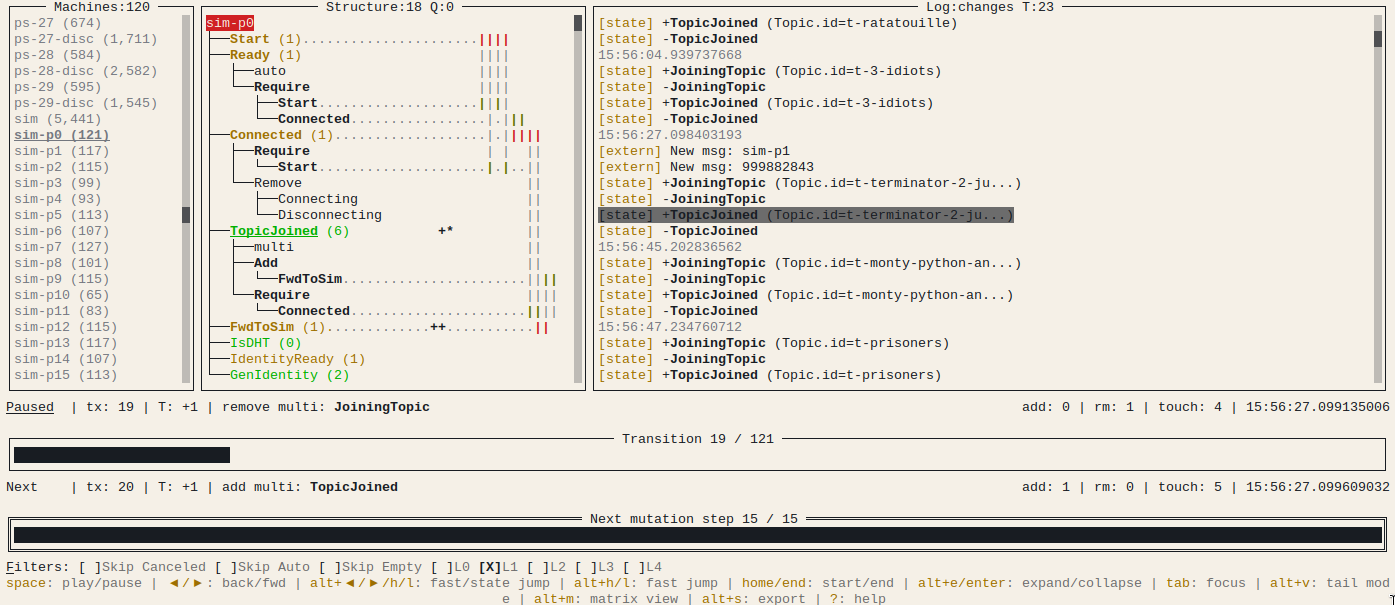 Machines:120
ps-27 (674)
ps-27-disc (1,711)
ps-28 (584)
ps-28-disc (2,582)
ps-29 (595)
ps-29-disc (1,545)
sim (5,441)
sim-p0 (121)
sim-p1 (117)
sim-p2 (115)
sim-p3 (99)
sim-p4 (93)
sim-p5 (113)
sim-p6 (107)
sim-p7 (127)
sim-p8 (101)
sim-p9 (115)
sim-p10 (65)
sim-p11 (83)
sim-p12 (115)
sim-p13 (117)
sim-p14 (107)
sim-p15 (113)
Structure:18 Q:0
sim-p0
├──Start (1)......................||||
├──Ready (1)                      ||||
│  ├──auto                        ||||
│  └──Require                     ||||
│     ├──Start....................||||
│     └──Connected.................|.|||
├──Connected (1)...................|.|||||
│  ├──Require                      | |  ||
│  │  └──Start.....................|.|..||
│  └──Remove                            ||
│     ├──Connecting                     ||
│     └──Disconnecting                  ||
├──TopicJoined (6)           +*         ||
│  ├──multi                             ||
│  ├──Add                               ||
│  │  └──FwdToSim.......................||||
│  └──Require                           ||||
│     └──Connected......................||||
├──FwdToSim (1).............++...........||
├──IsDHT (0)
├──IdentityReady (1)
└──GenIdentity (2)
Log:changes T:23
[state] +TopicJoined (Topic.id=t-ratatouille)
[state] -TopicJoined
15:56:04.939737668
[state] +JoiningTopic (Topic.id=t-3-idiots)
[state] -JoiningTopic
[state] +TopicJoined (Topic.id=t-3-idiots)
[state] -TopicJoined
15:56:27.098403193
[extern] New msg: sim-p1
[extern] New msg: 999882843
[state] +JoiningTopic (Topic.id=t-terminator-2-ju...)
[state] -JoiningTopic
[state] +TopicJoined (Topic.id=t-terminator-2-ju...)
[state] -TopicJoined
15:56:45.202836562
[state] +JoiningTopic (Topic.id=t-monty-python-an...)
[state] -JoiningTopic
[state] +TopicJoined (Topic.id=t-monty-python-an...)
[state] -TopicJoined
15:56:47.234760712
[state] +JoiningTopic (Topic.id=t-prisoners)
[state] -JoiningTopic
[state] +TopicJoined (Topic.id=t-prisoners)
Paused  | tx: 19 | T: +1 | remove multi: JoiningTopic
add: 0 | rm: 1 | touch: 4 | 15:56:27.099135006
Transition 19 / 121
Next    | tx: 20 | T: +1 | add multi: TopicJoined
add: 1 | rm: 0 | touch: 5 | 15:56:27.099609032
Next mutation step 15 / 15
Filters: [ ]Skip Canceled [ ]Skip Auto [ ]Skip Empty [ ]L0 [X]L1 [ ]L2 [ ]L3 [ ]L4
space: play/pause | ◄/►: back/fwd | alt+◄/►/h/l: fast/state jump | alt+h/l: fast jump | home/end: start/end | alt+e/enter: expand/collapse | tab: focus | alt+v: tail mod
e | alt+m: matrix view | alt+s: export | ?: help